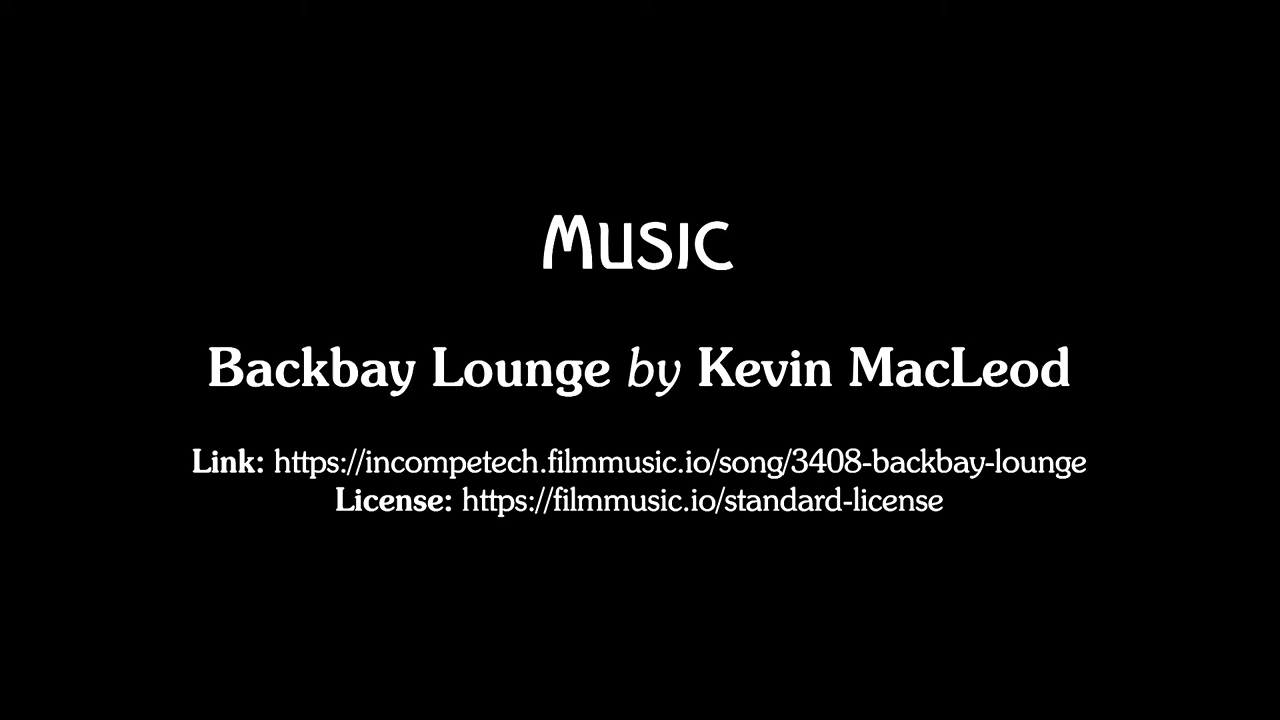 Music
Backbay Lounge by Kevin MacLeod
Link: https://incompetech.filmmusic.io/song/3408-backbay-lounge
License: https://filmmusic.io/standard-license